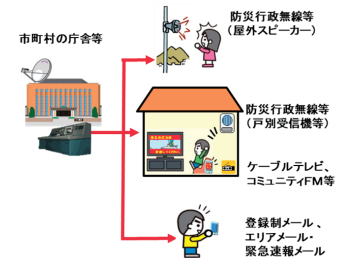 市町村の庁舎等
防災行政無線等
(屋外スピーカー)
防災行政無線等
(戸別受信機等)
ケーブルテレビ、
コミュニティFM等
登録制メール、
エリアメール・
緊急速報メール